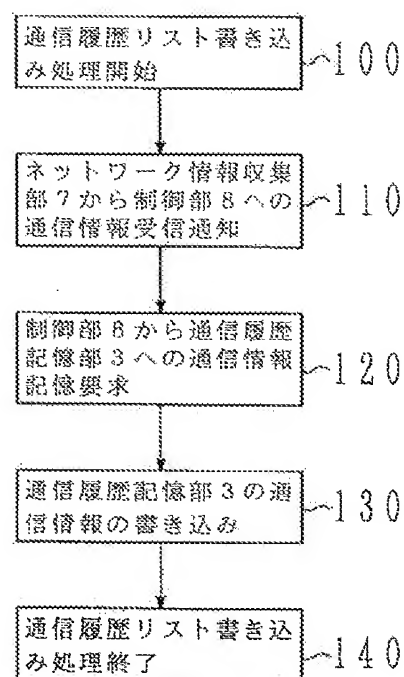 通信履歴リスト書き込
み処理開始
100
ネットワーク情報収集
部7から制御部8への
通信情報受信通知
110
制御部8から通信履歴
記憶部3への通信情報
記憶要求
120
通信履歴記憶部3の通
信情報の書き込み
130
通信履歴リスト書き込
み処理終了
140